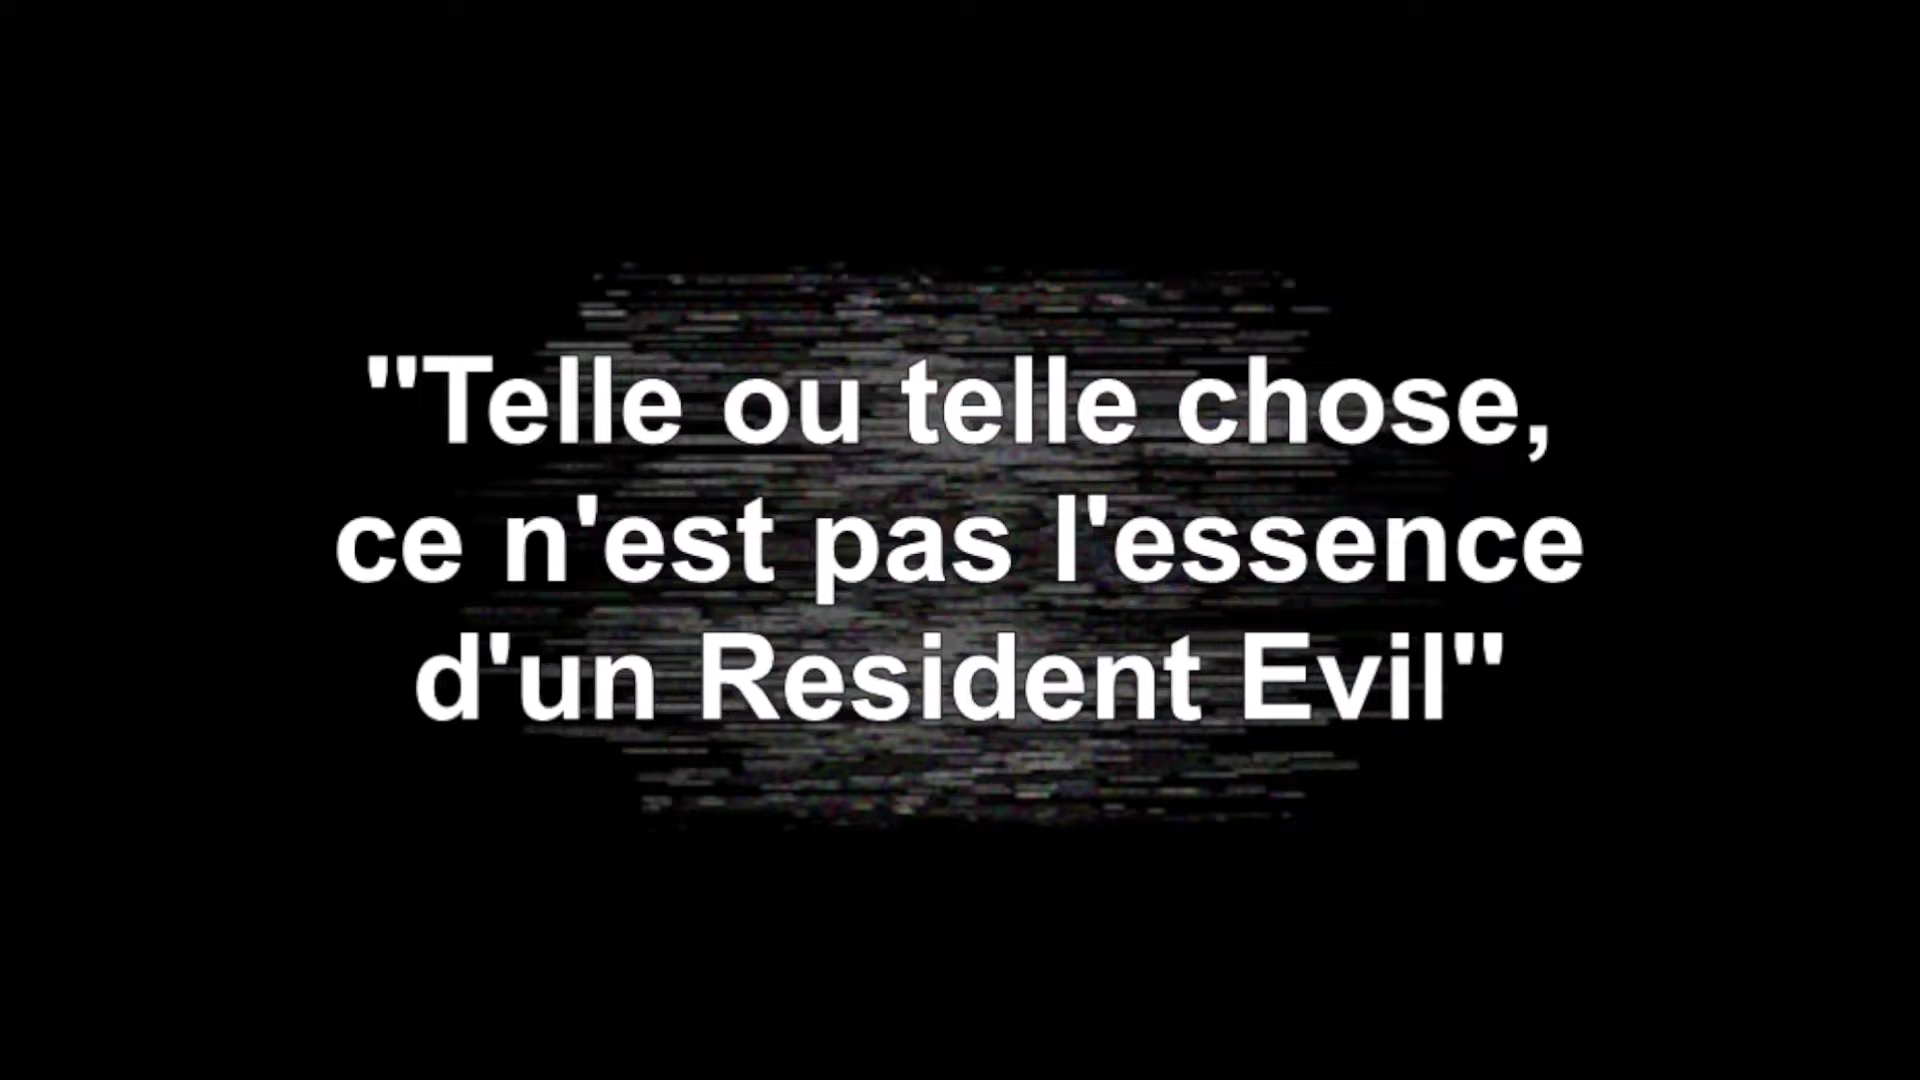 "Telle ou telle chose,
ce n'est pas l'essence
d'un Resident Evil"